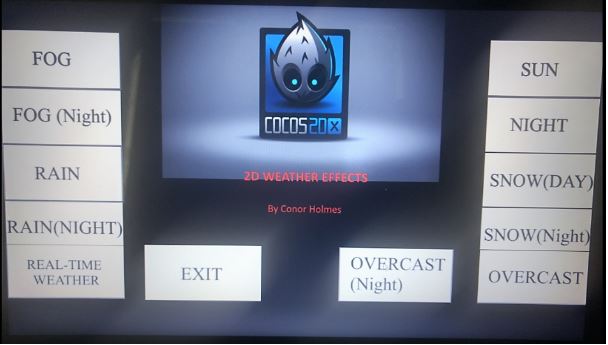 FOG
FOG (Night)
RAIN
RAIN(NIGHT)
REAL-TIME
WEATHER
EXIT
COCOS2DX
2D WEATHER EFFECTS
By Conor Holmes
OVERCAST
(Night)
SUN
NIGHT
SNOW(DAY)
SNOW(Night)
OVERCAST